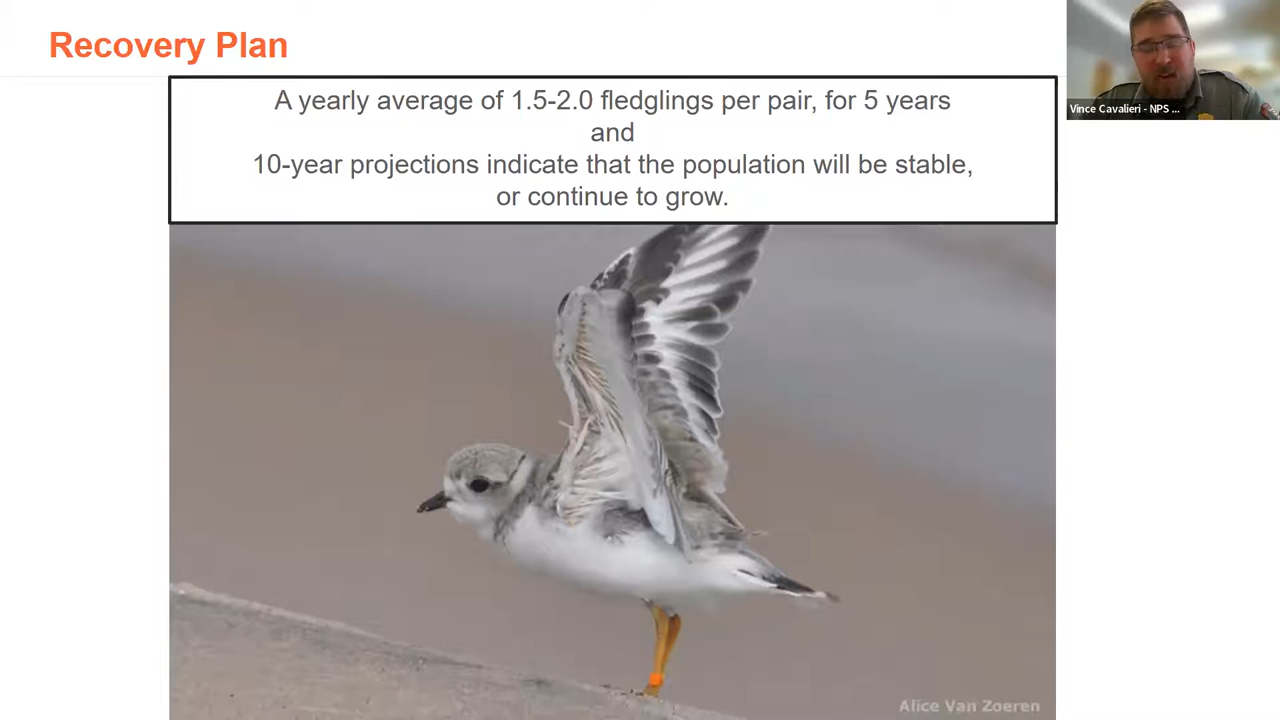 Recovery Plan
A yearly average of 1.5-2.0 fledglings per pair, for 5 years
and
10-year projections indicate that the population will be stable,
or continue to grow.
Vince Cavalieri - NPS ...
Alice Van Zoeren